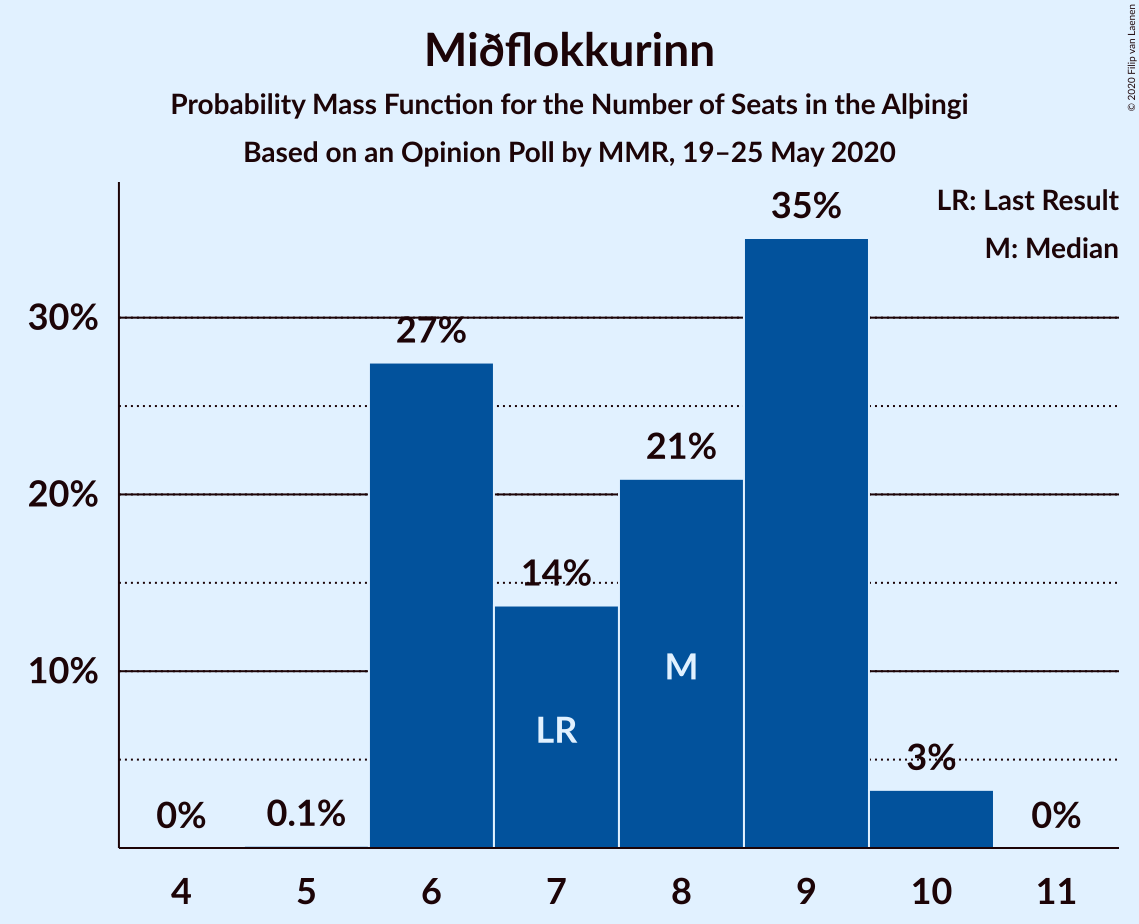 Miðflokkurinn
Probability Mass Function for the Number of Seats in the Alþingi
Based on an Opinion Poll by MMR, 19–25 May 2020
© 2020 Filip van Laenen
LR: Last Result
M: Median
35%
30%
27%
21%
20%
14%
10%
M
LR
3%
0%
0.1%
0%
4 5 6 7 8 9 10 11